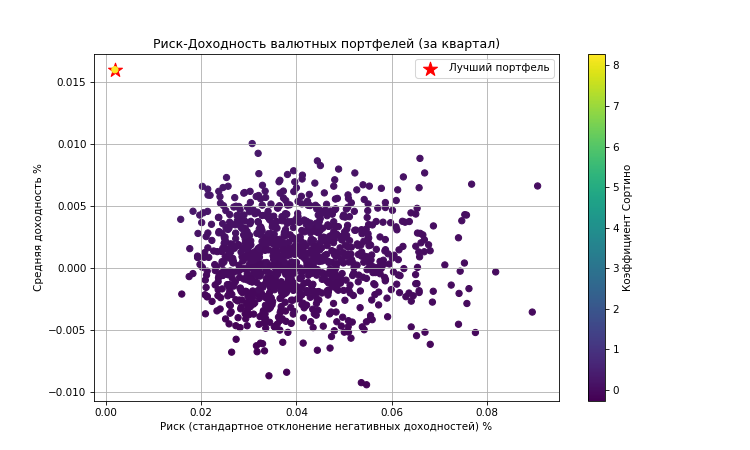 Риск-Доходность валютных портфелей (за квартал)
Лучший портфель
Средняя доходность %
0.015
0.010
0.005
0.000
−0.005
−0.010
0.00 0.02 0.04 0.06 0.08
Риск (стандартное отклонение негативных доходностей) %
8
7
6
5
4
3
2
1
0
Коэффициент Сортино